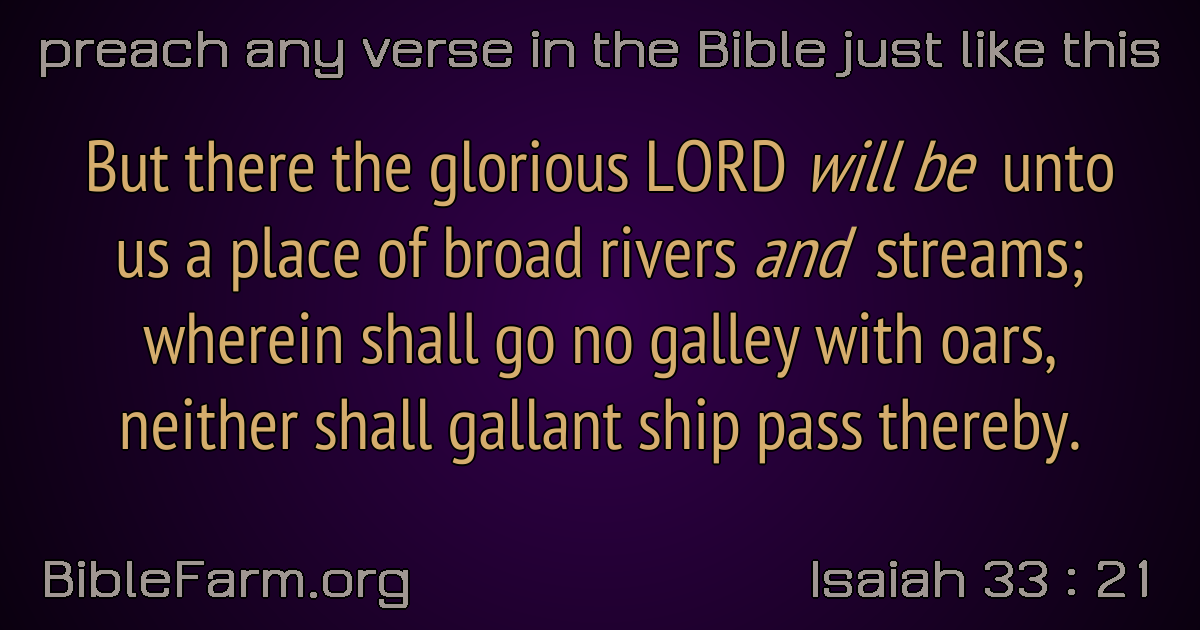 preach any verse in the Bible just like this
But there the glorious LORD will be unto
us a place of broad rivers and streams;
wherein shall go no galley with oars,
neither shall gallant ship pass thereby.
BibleFarm.org
Isaiah 33 : 21